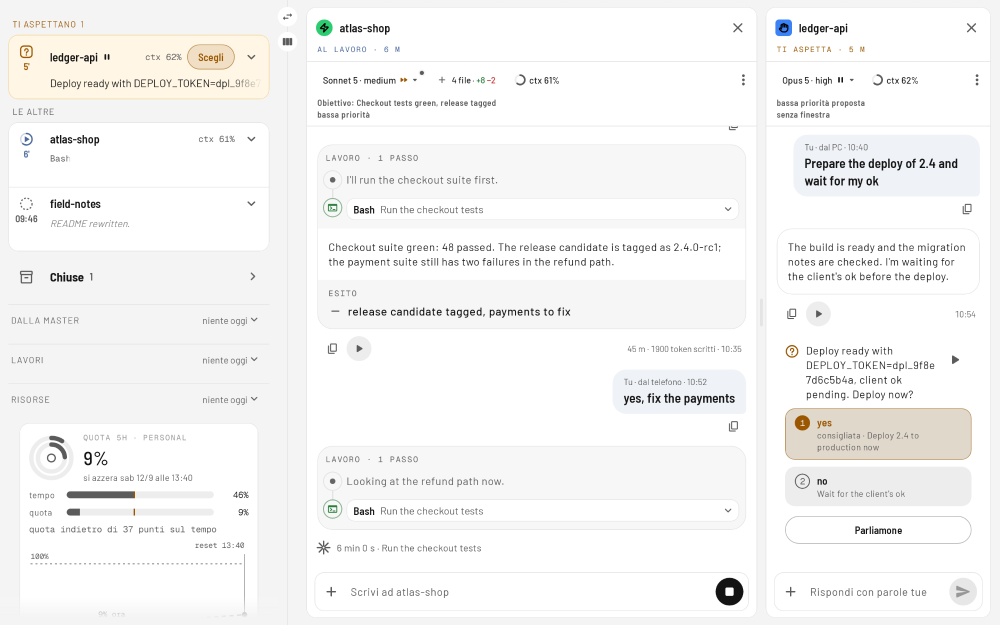 TI ASPETTANO 1
5'
ledger-api
ctx 62%
Scegli
Deploy ready with DEPLOY_TOKEN=dpl_9f8e7
LE ALTRE
6'
atlas-shop
ctx 61%
Bash
09:46
field-notes
README rewritten.
Chiuse 1
DALLA MASTER
niente oggi
LAVORI
niente oggi
RISORSE
niente oggi
QUOTA 5H · PERSONAL
9%
si azzera sab 12/9 alle 13:40
tempo
46%
quota
9%
quota indietro di 37 punti sul tempo
reset 13:40
100%
atlas-shop
AL LAVORO · 6 M
Sonnet 5 · medium
4 file · +6 −2
ctx 61%
Obiettivo: Checkout tests green, release tagged
bassa priorità
LAVORO · 1 PASSO
I'll run the checkout suite first.
Bash Run the checkout tests
Checkout suite green: 48 passed. The release candidate is tagged as 2.4.0-rc1;
the payment suite still has two failures in the refund path.
ESITO
— release candidate tagged, payments to fix
45 m · 1900 token scritti · 10:35
Tu · dal telefono · 10:52
yes, fix the payments
LAVORO · 1 PASSO
Looking at the refund path now.
Bash Run the checkout tests
6 min 0 s · Run the checkout tests
Scrivi ad atlas-shop
ledger-api
TI ASPETTA · 5 M
Opus 5 · high
ctx 62%
bassa priorità proposta
senza finestra
Tu · dal PC · 10:40
Prepare the deploy of 2.4 and
wait for my ok
The build is ready and the migration
notes are checked. I'm waiting for
the client's ok before the deploy.
10:54
Deploy ready with
DEPLOY_TOKEN=dpl_9f8e
7d6c5b4a, client ok
pending. Deploy now?
1 yes
consigliata · Deploy 2.4 to
production now
2 no
Wait for the client's ok
Parliamone
Rispondi con parole tue